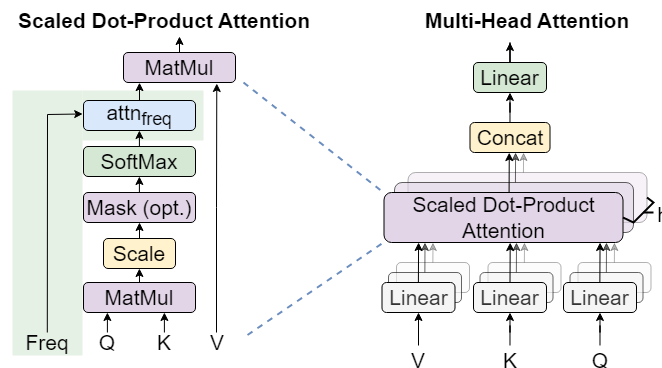 Scaled Dot-Product Attention
MatMul
attnfreq
SoftMax
Mask (opt.)
Scale
MatMul
Freq
Q
K
V
Multi-Head Attention
Linear
Concat
Scaled Dot-Product
Attention
Linear
Linear
Linear
V
K
Q